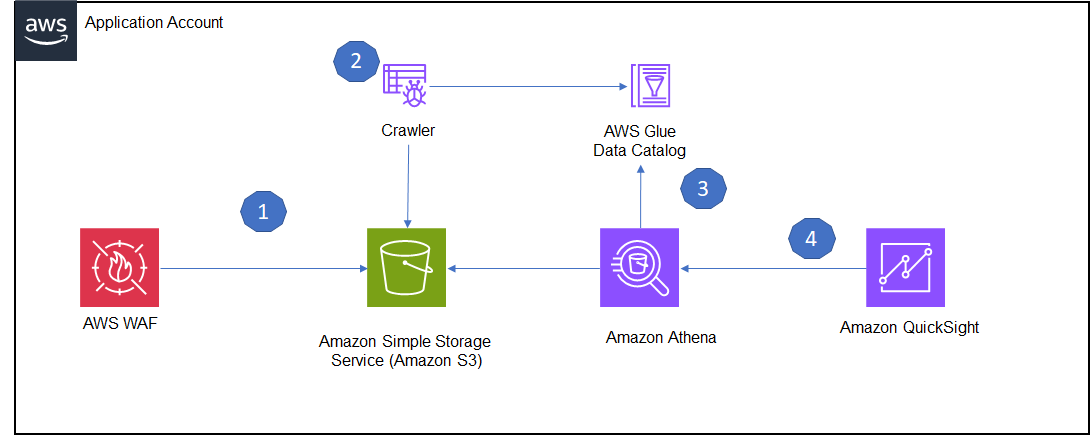 aws
Application Account
2
Crawler
AWS Glue
Data Catalog
1
3
4
AWS WAF
Amazon Simple Storage
Service (Amazon S3)
Amazon Athena
Amazon QuickSight